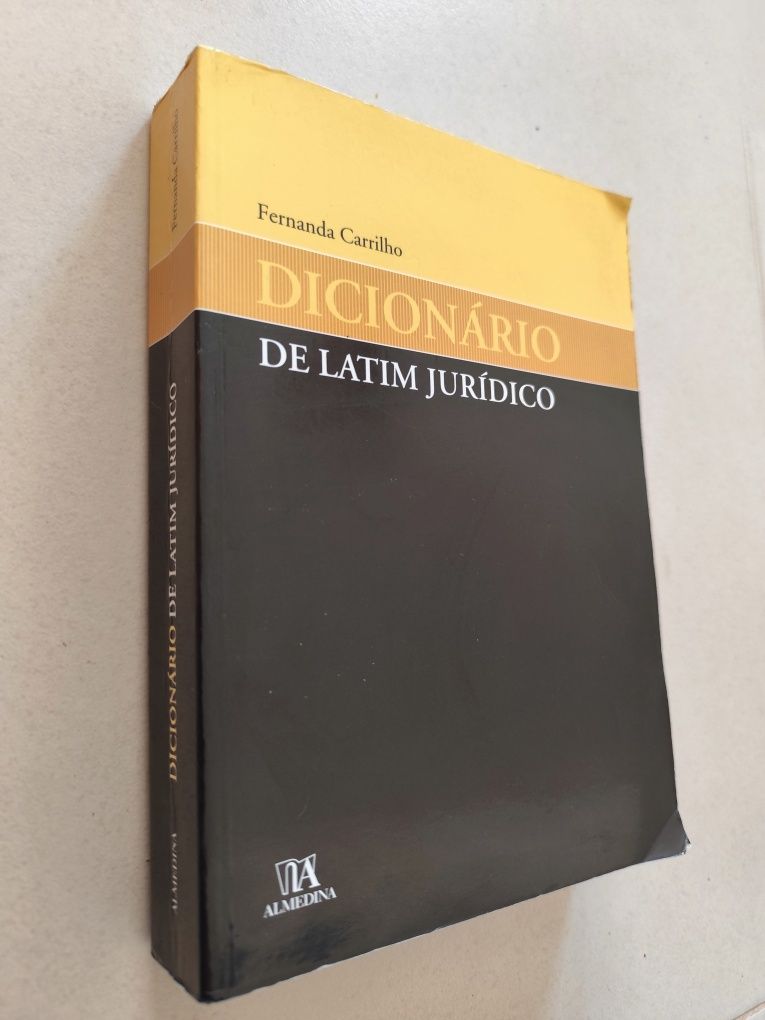 Fernanda Carrilho
DICIONÁRIO
DE LATIM JURÍDICO
ALMEDINA
Fernanda Carrilho
DICIONÁRIO DE LATIM JURÍDICO
ALMEDINA